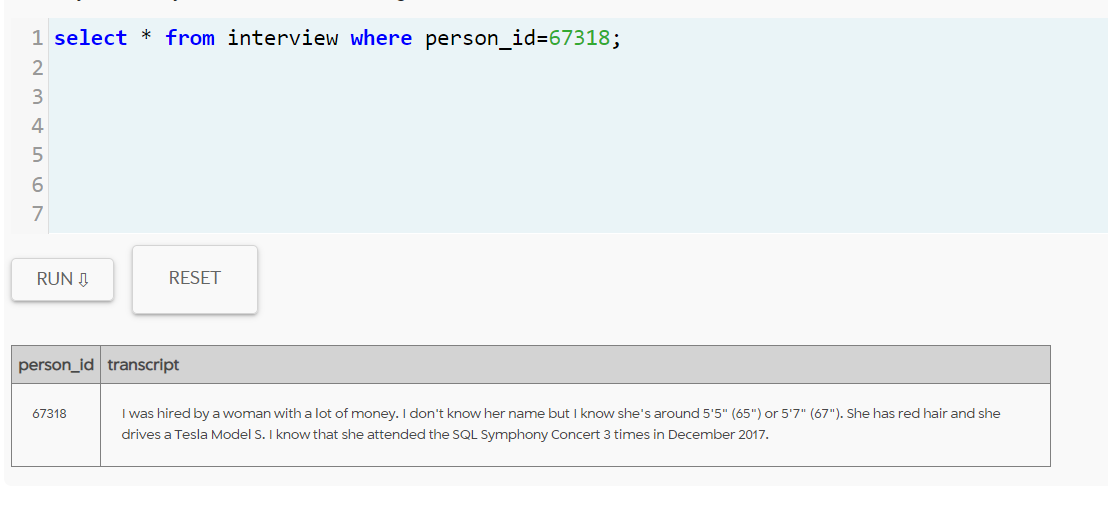 1 select * from interview where person_id=67318;
2
3
4
5
6
7
RUN ⇩ RESET
person_id transcript
67318 I was hired by a woman with a lot of money. I don't know her name but I know she's around 5'5" (65") or 5'7" (67"). She has red hair and she
drives a Tesla Model S. I know that she attended the SQL Symphony Concert 3 times in December 2017.